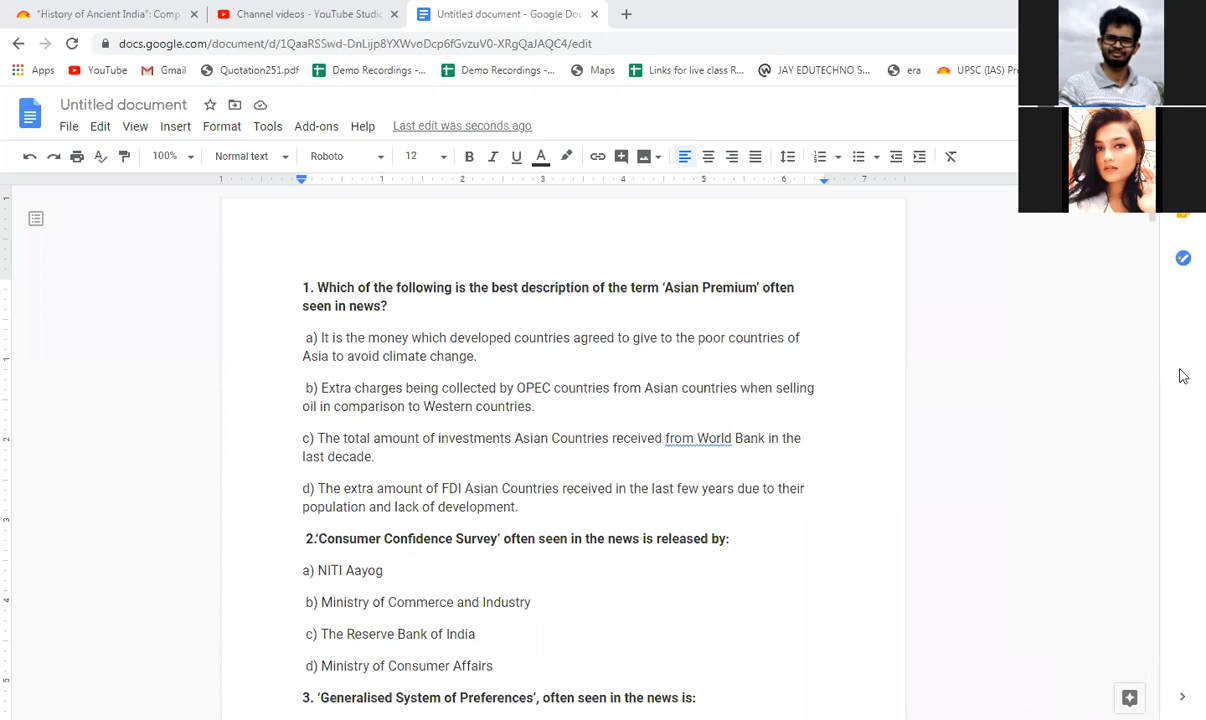 "History of Ancient India": Comp
Channel videos - YouTube Studio
Untitled document - Google Doc
docs.google.com/document/d/1QaaRSSwd-DnLijp8YXWvoDcp6fGvzuV0-XRgQaJAQC4/edit
Apps YouTube Gmail Quotation251.pdf Demo Recordings -... Demo Recordings -... Maps Links for live class R... JAY EDUTECHNO S... era UPSC (IAS) Pr
Untitled document
File Edit View Insert Format Tools Add-ons Help Last edit was seconds ago
100% Normal text Roboto 12 B I U A
1 1 2 3 4 5 6 7
1. Which of the following is the best description of the term ‘Asian Premium’ often
seen in news?
a) It is the money which developed countries agreed to give to the poor countries of
Asia to avoid climate change.
b) Extra charges being collected by OPEC countries from Asian countries when selling
oil in comparison to Western countries.
c) The total amount of investments Asian Countries received from World Bank in the
last decade.
d) The extra amount of FDI Asian Countries received in the last few years due to their
population and lack of development.
2.‘Consumer Confidence Survey’ often seen in the news is released by:
a) NITI Aayog
b) Ministry of Commerce and Industry
c) The Reserve Bank of India
d) Ministry of Consumer Affairs
3. ‘Generalised System of Preferences’, often seen in the news is: